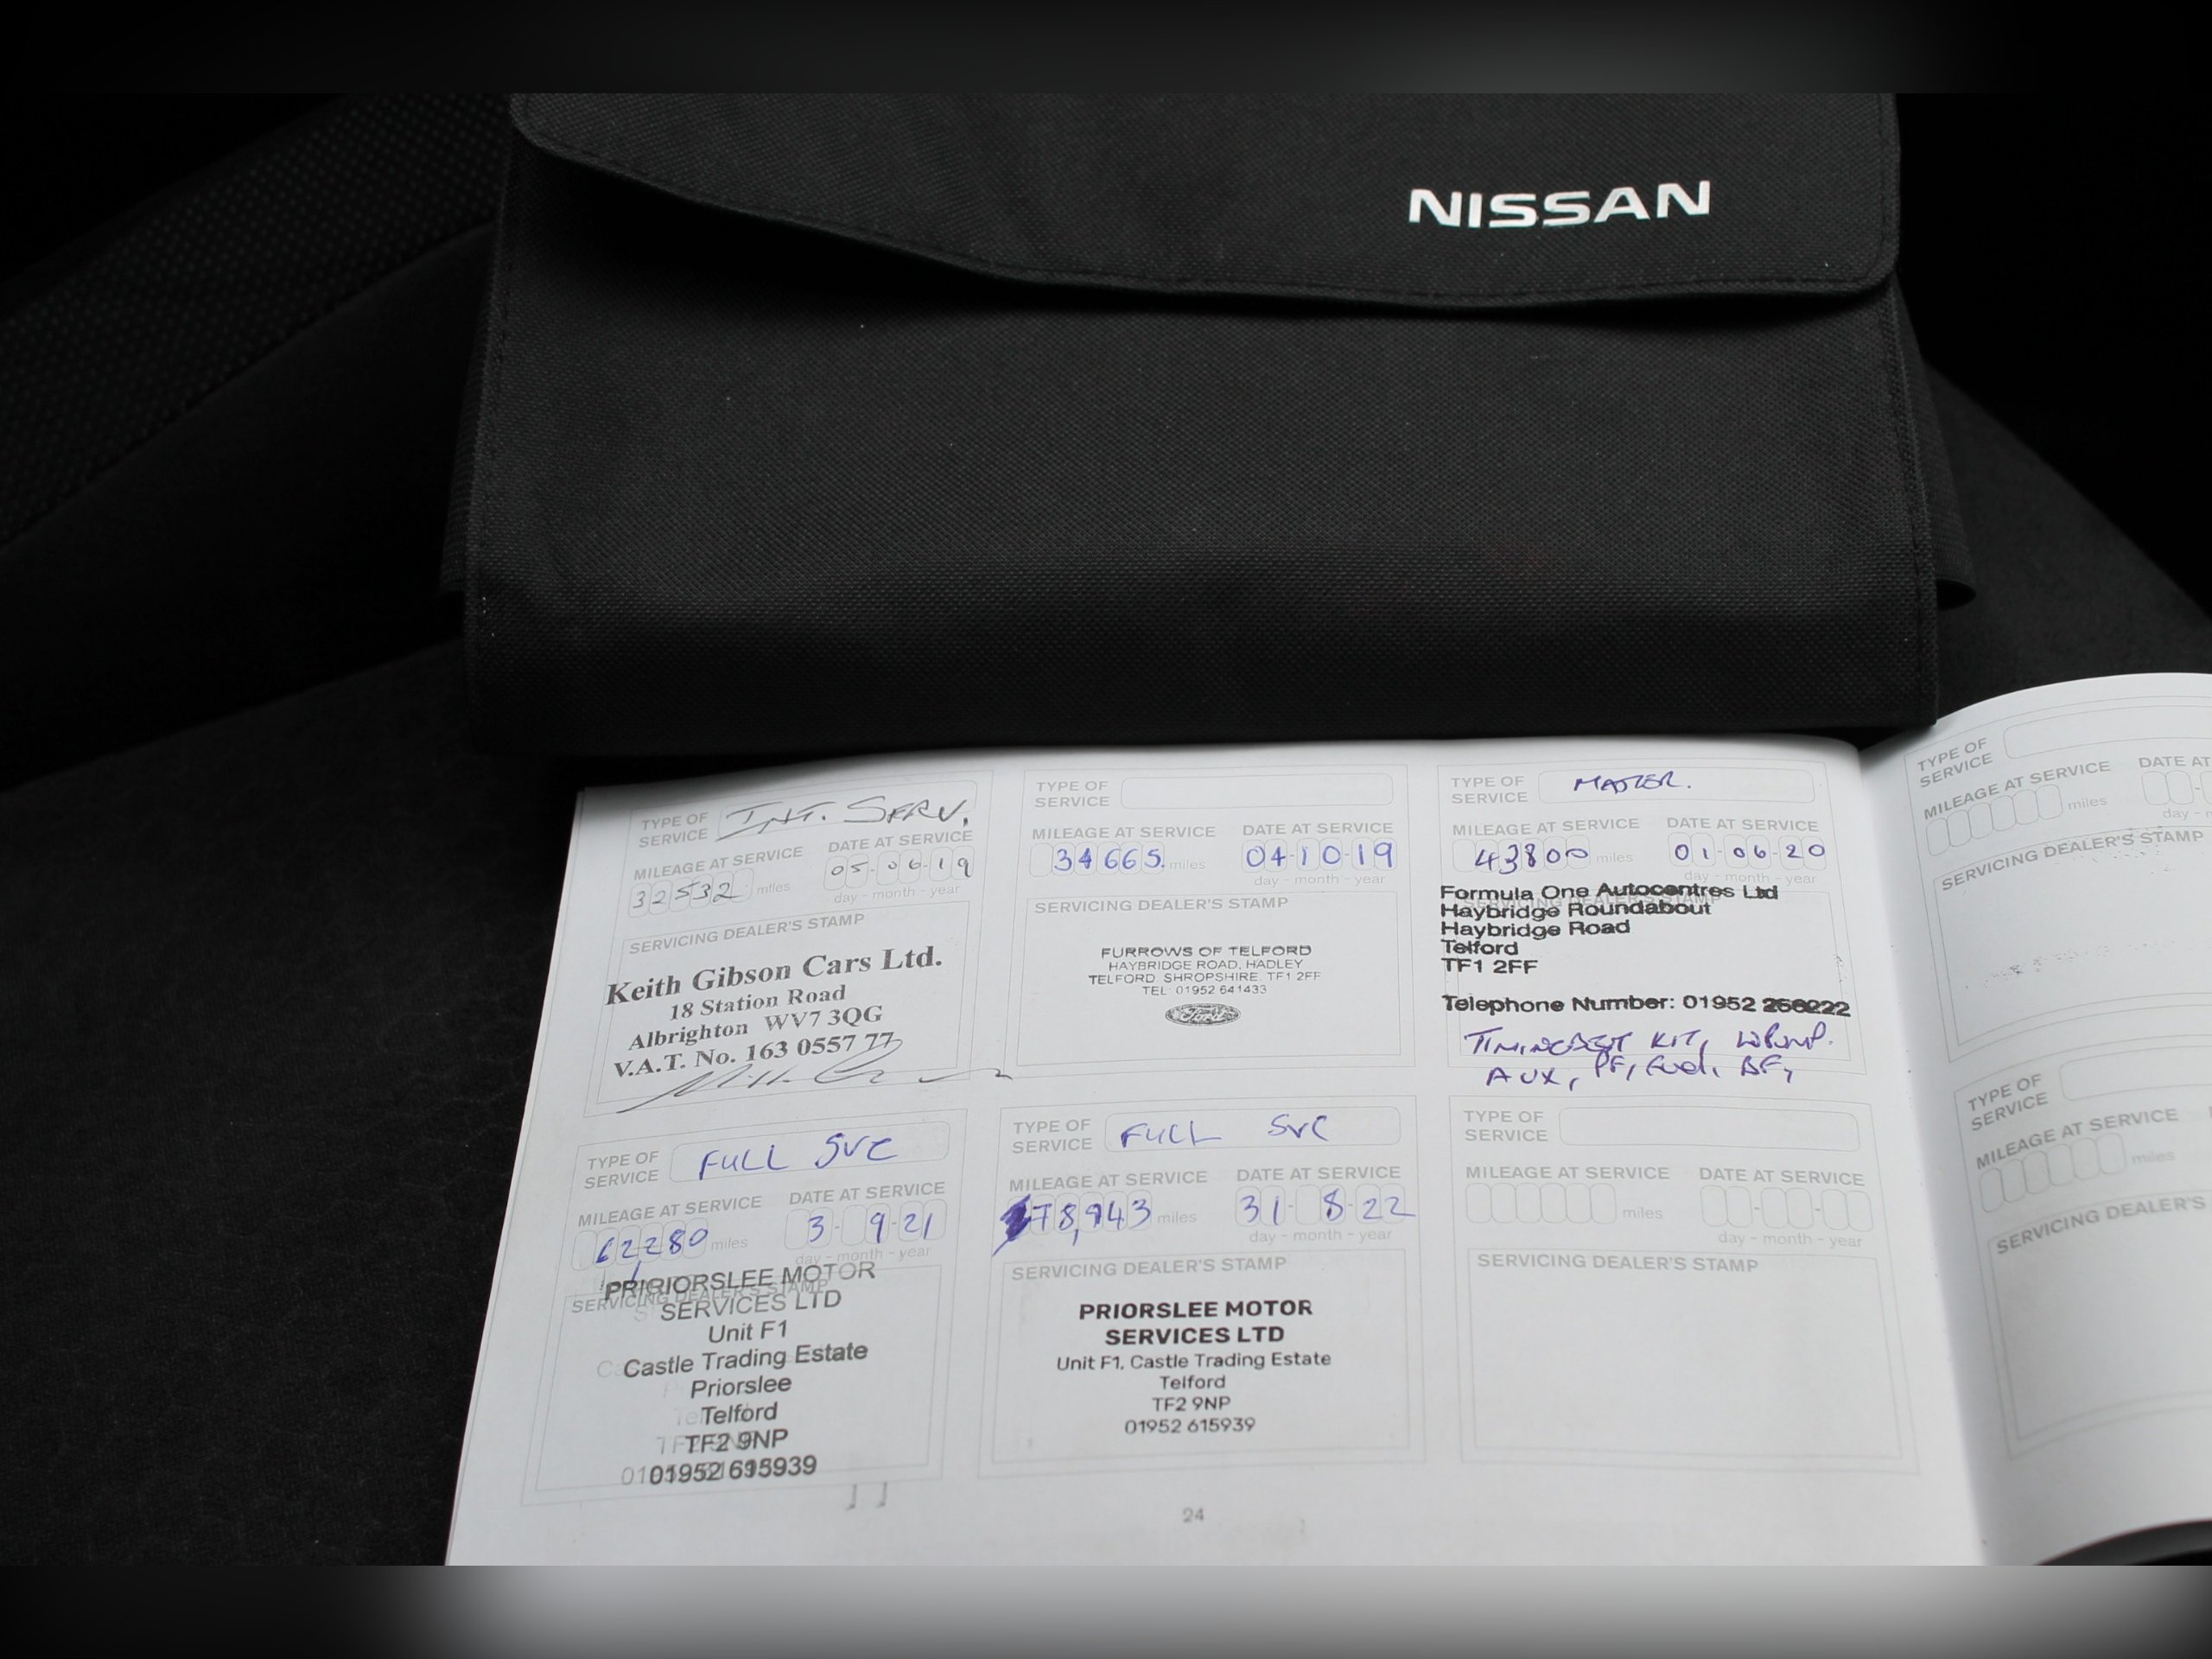 NISSAN
TYPE OF SERVICE INT. SERV.
MILEAGE AT SERVICE DATE AT SERVICE
32532 miles 05-06-19
day - month - year
SERVICING DEALER'S STAMP
Keith Gibson Cars Ltd.
18 Station Road
Albrighton WV7 3QG
V.A.T. No. 163 0557 77
TYPE OF SERVICE
MILEAGE AT SERVICE DATE AT SERVICE
34665 miles 04-10-19
day - month - year
SERVICING DEALER'S STAMP
FURROWS OF TELFORD
HAYBRIDGE ROAD, HADLEY
TELFORD, SHROPSHIRE, TF1 2FF
TEL: 01952 641433
Ford
TYPE OF SERVICE MASTER.
MILEAGE AT SERVICE DATE AT SERVICE
43800 miles 01-06-20
day - month - year
SERVICING DEALER'S STAMP
Formula One Autocentres Ltd
Haybridge Roundabout
Haybridge Road
Telford
TF1 2FF
Telephone Number: 01952
TIMINGBELT KIT, W/PUMP.
AUX, PF, Fuel,
TYPE OF SERVICE FULL SVC
MILEAGE AT SERVICE DATE AT SERVICE
62280 miles 3-9-21
day - month - year
SERVICING DEALER'S STAMP
PRIORSLEE MOTOR
SERVICES LTD
Unit F1
Castle Trading Estate
Priorslee
Telford
TF2 9NP
01952 615939
TYPE OF SERVICE FULL SVC
MILEAGE AT SERVICE DATE AT SERVICE
78,943 miles 31-8-22
day - month - year
SERVICING DEALER'S STAMP
PRIORSLEE MOTOR
SERVICES LTD
Unit F1, Castle Trading Estate
Telford
TF2 9NP
01952 615939
TYPE OF SERVICE
MILEAGE AT SERVICE DATE AT SERVICE
miles
day - month - year
SERVICING DEALER'S STAMP
24
TYPE OF SERVICE
MILEAGE AT SERVICE DATE AT
miles day -
SERVICING DEALER'S STAMP
TYPE OF SERVICE
MILEAGE AT SERVICE
miles
SERVICING DEALER'S